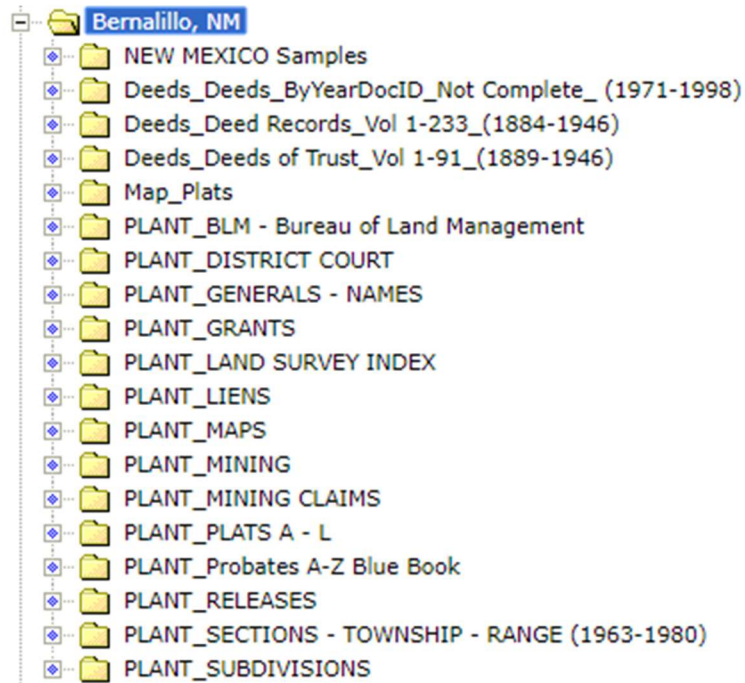 Bernalillo, NM
NEW MEXICO Samples
Deeds_Deeds_ByYearDocID_Not Complete_ (1971-1998)
Deeds_Deed Records_Vol 1-233_(1884-1946)
Deeds_Deeds of Trust_Vol 1-91_(1889-1946)
Map_Plats
PLANT_BLM - Bureau of Land Management
PLANT_DISTRICT COURT
PLANT_GENERALS - NAMES
PLANT_GRANTS
PLANT_LAND SURVEY INDEX
PLANT_LIENS
PLANT_MAPS
PLANT_MINING
PLANT_MINING CLAIMS
PLANT_PLATS A - L
PLANT_Probates A-Z Blue Book
PLANT_RELEASES
PLANT_SECTIONS - TOWNSHIP - RANGE (1963-1980)
PLANT_SUBDIVISIONS